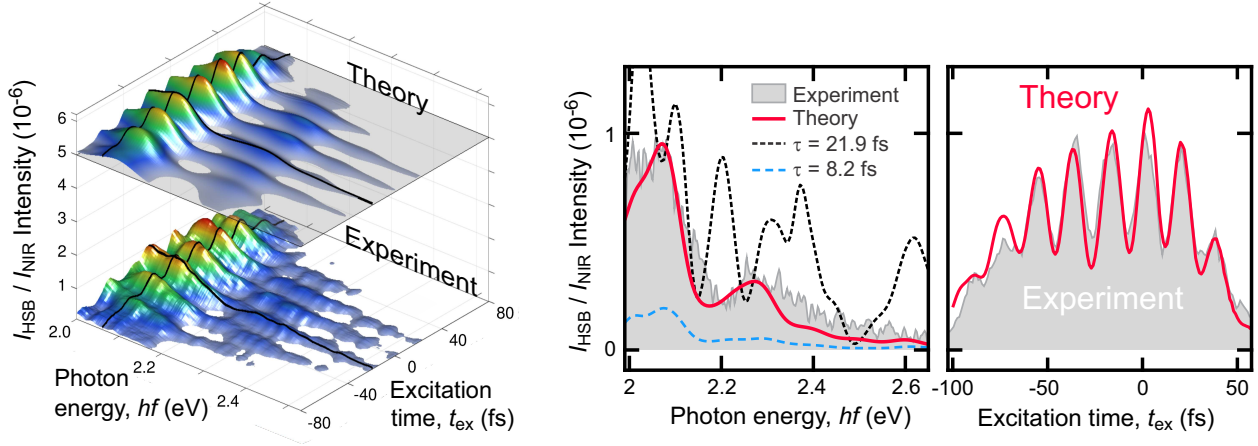 Theory
Experiment
I_HSB / I_NIR Intensity (10⁻⁶)
6
5
4
3
2
1
2.0
2.2
2.4
Photon
energy, hf (eV)
-80
-40
0
40
80
Excitation
time, t_ex (fs)
I_HSB / I_NIR Intensity (10⁻⁶)
1
0
Experiment
Theory
τ = 21.9 fs
τ = 8.2 fs
2
2.2
2.4
2.6
Photon energy, hf (eV)
Theory
Experiment
-100
-50
0
50
Excitation time, t_ex (fs)